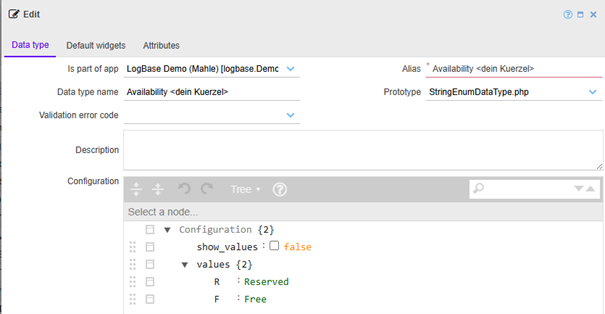 Edit
Data type Default widgets Attributes
Is part of app LogBase Demo (Mahle) [logbase.Demc Alias * Availability <dein Kuerzel>
Data type name Availability <dein Kuerzel> Prototype StringEnumDataType.php
Validation error code
Description
Configuration Tree
Select a node...
Configuration {2}
show_values : false
values {2}
R : Reserved
F : Free